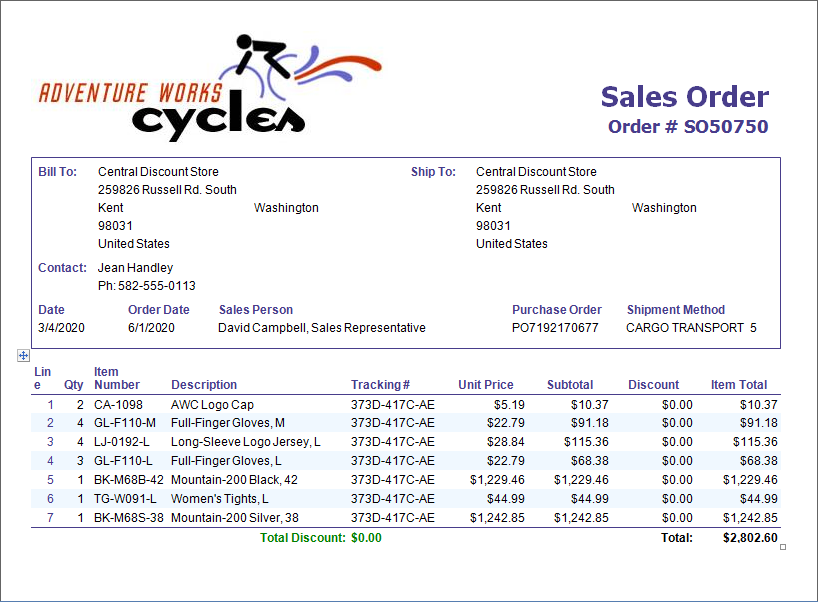 ADVENTURE WORKS
cycles
Sales Order
Order # SO50750
Bill To: Central Discount Store Ship To: Central Discount Store
259826 Russell Rd. South 259826 Russell Rd. South
Kent Washington Kent Washington
98031 98031
United States United States
Contact: Jean Handley
Ph: 582-555-0113
Date Order Date Sales Person Purchase Order Shipment Method
3/4/2020 6/1/2020 David Campbell, Sales Representative PO7192170677 CARGO TRANSPORT 5
Lin Item
e Qty Number Description Tracking # Unit Price Subtotal Discount Item Total
1 2 CA-1098 AWC Logo Cap 373D-417C-AE $5.19 $10.37 $0.00 $10.37
2 4 GL-F110-M Full-Finger Gloves, M 373D-417C-AE $22.79 $91.18 $0.00 $91.18
3 4 LJ-0192-L Long-Sleeve Logo Jersey, L 373D-417C-AE $28.84 $115.36 $0.00 $115.36
4 3 GL-F110-L Full-Finger Gloves, L 373D-417C-AE $22.79 $68.38 $0.00 $68.38
5 1 BK-M68B-42 Mountain-200 Black, 42 373D-417C-AE $1,229.46 $1,229.46 $0.00 $1,229.46
6 1 TG-W091-L Women's Tights, L 373D-417C-AE $44.99 $44.99 $0.00 $44.99
7 1 BK-M68S-38 Mountain-200 Silver, 38 373D-417C-AE $1,242.85 $1,242.85 $0.00 $1,242.85
Total Discount: $0.00 Total: $2,802.60